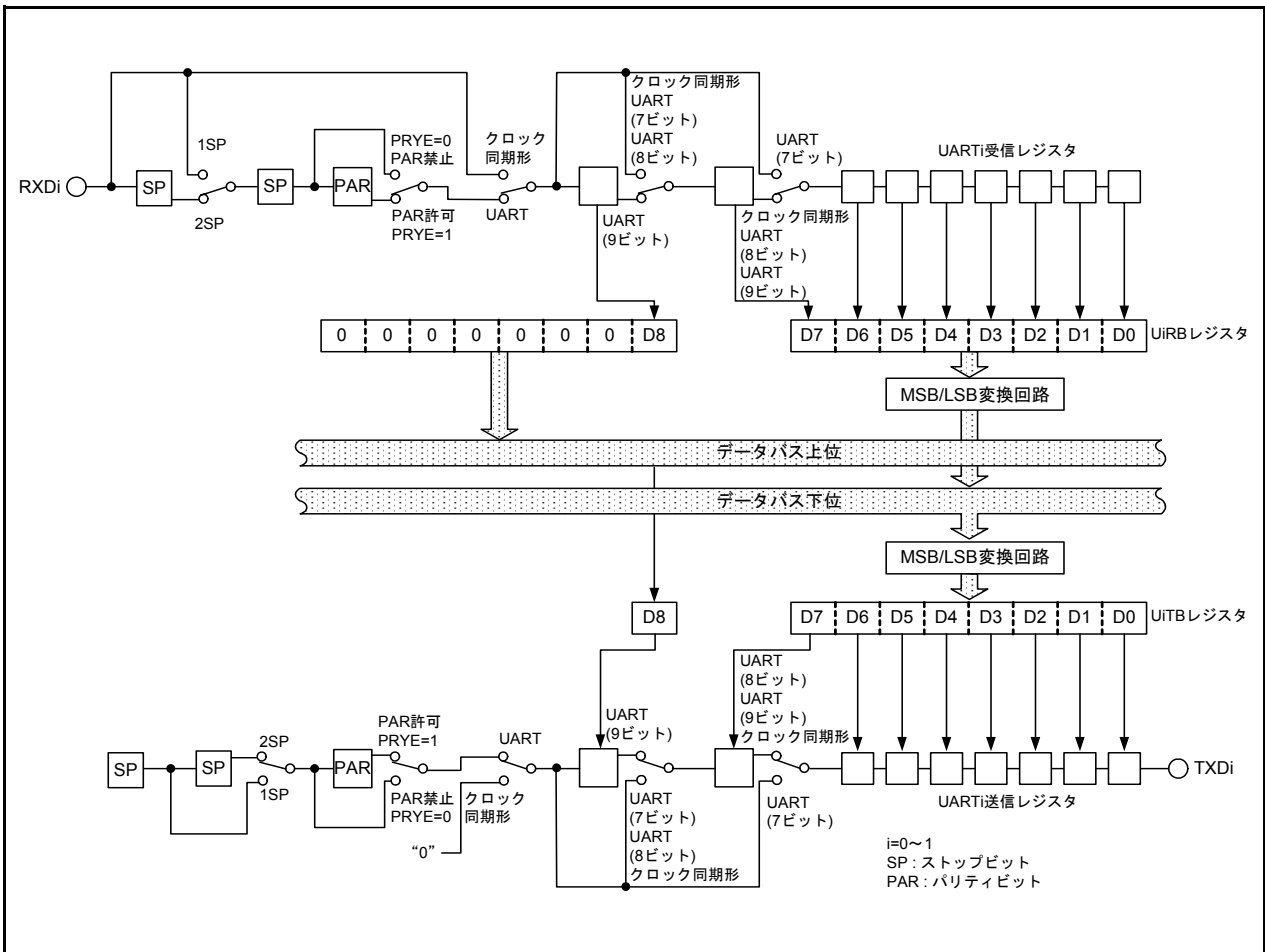 クロック同期形
UART
(7ビット)
UART
(8ビット)
1SP
PRYE=0
PAR禁止
クロック
同期形
UART
(7ビット)
UARTi受信レジスタ
RXDi
SP
SP
PAR
2SP
PAR許可
PRYE=1
UART
UART
(9ビット)
クロック同期形
UART
(8ビット)
UART
(9ビット)
0 0 0 0 0 0 0 D8
D7 D6 D5 D4 D3 D2 D1 D0
UiRBレジスタ
MSB/LSB変換回路
データバス上位
データバス下位
MSB/LSB変換回路
D8
D7 D6 D5 D4 D3 D2 D1 D0
UiTBレジスタ
UART
(8ビット)
UART
(9ビット)
クロック同期形
UART
(9ビット)
PAR許可
PRYE=1
UART
2SP
SP
SP
PAR
TXDi
1SP
PAR禁止
PRYE=0
クロック
同期形
“0”
UART
(7ビット)
UART
(8ビット)
クロック同期形
UART
(7ビット)
UARTi送信レジスタ
i=0～1
SP : ストップビット
PAR : パリティビット